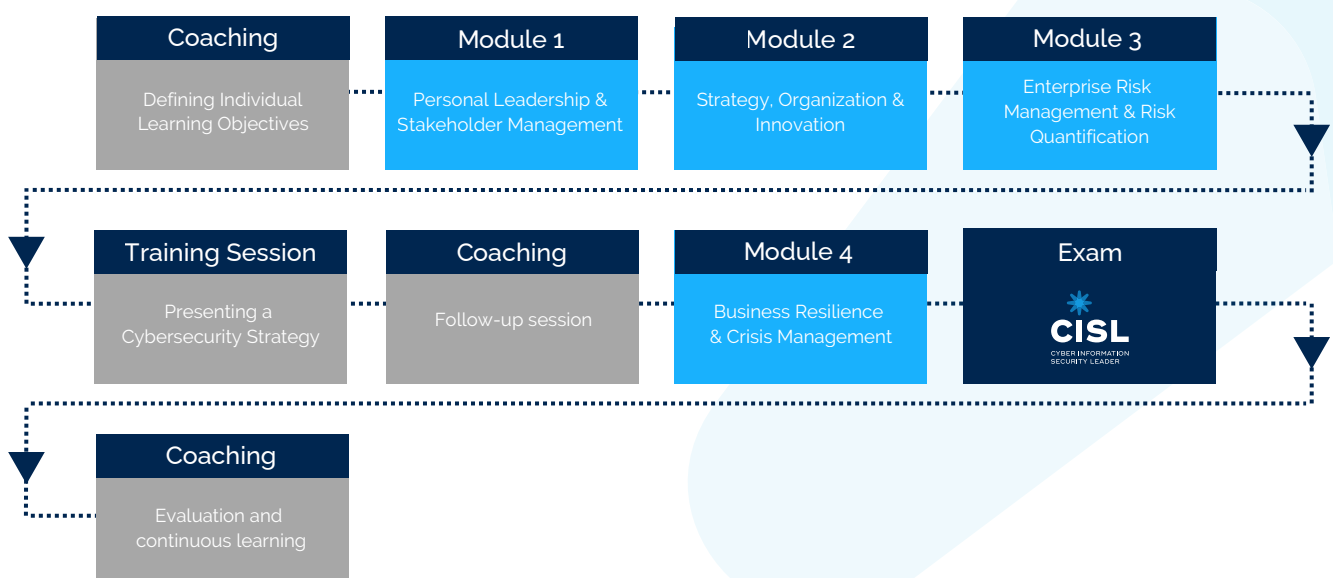 Coaching
Defining Individual
Learning Objectives
Module 1
Personal Leadership &
Stakeholder Management
Module 2
Strategy, Organization &
Innovation
Module 3
Enterprise Risk
Management & Risk
Quantification
Training Session
Presenting a
Cybersecurity Strategy
Coaching
Follow-up session
Module 4
Business Resilience
& Crisis Management
Exam
CISL
CYBER INFORMATION
SECURITY LEADER
Coaching
Evaluation and
continuous learning